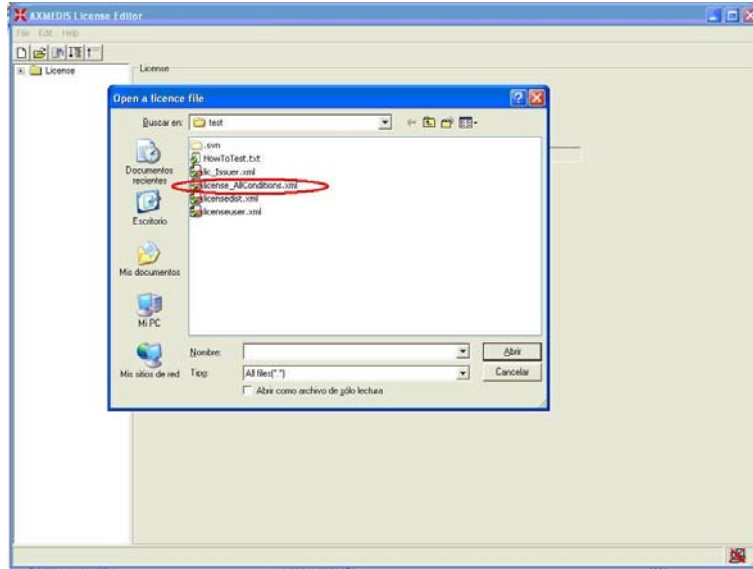 AXMEDIS License Editor
File Edit Help
License
License
Open a licence file
Buscar en: test
.svn
HowToTest.txt
lic_Issuer.xml
license_AllConditions.xml
licensedist.xml
licenseuser.xml
Documentos recientes
Escritorio
Mis documentos
Mi PC
Mis sitios de red
Nombre:
Abrir
Tipo: All files(*.*)
Cancelar
Abrir como archivo de sólo lectura